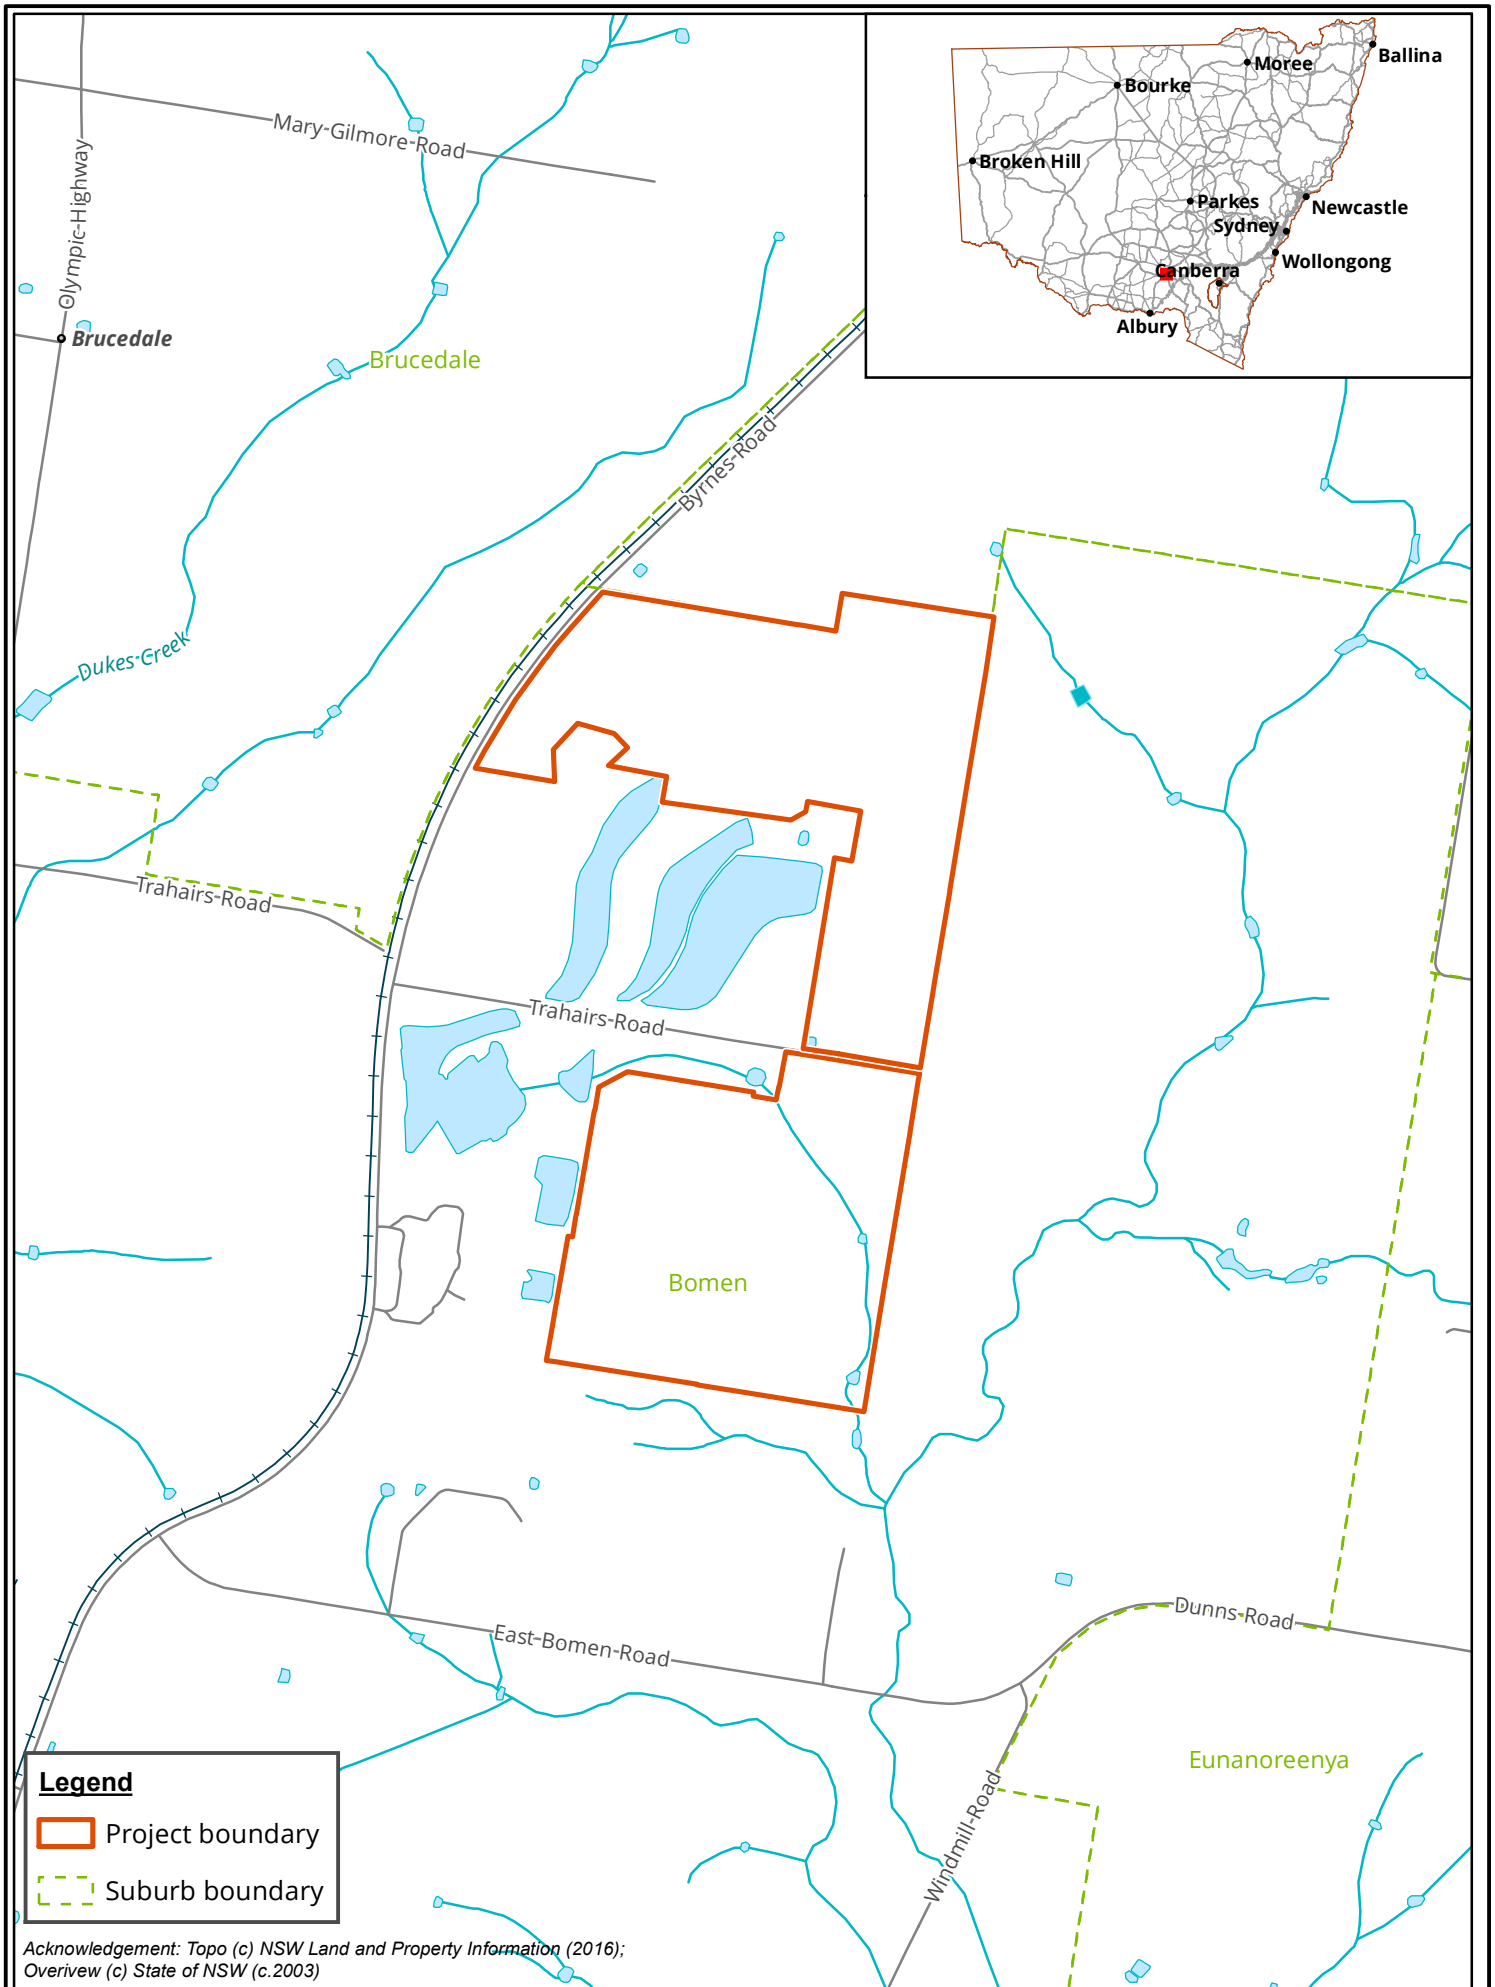 Ballina
Moree
Bourke
Broken Hill
Parkes
Newcastle
Sydney
Wollongong
Canberra
Albury
Mary-Gilmore-Road
Olympic-Highway
Brucedale
Brucedale
Byrnes-Road
Dukes-Creek
Trahairs-Road
Trahairs-Road
Bomen
Dunns-Road
East-Bomen-Road
Eunanoreenya
Windmill-Road
Legend
Project boundary
Suburb boundary
Acknowledgement: Topo (c) NSW Land and Property Information (2016);
Overivew (c) State of NSW (c.2003)